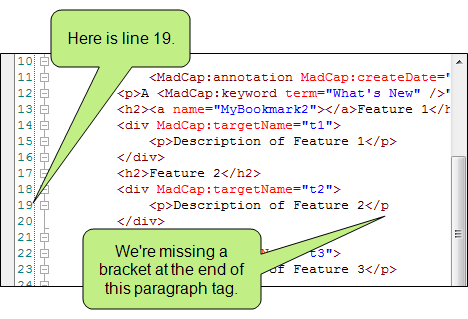 Here is line 19.
10
11 <MadCap:annotation MadCap:createDate="
12 <p>A <MadCap:keyword term="What's New" />"
13 <h2><a name="MyBookmark2"></a>Feature 1</h
14 <div MadCap:targetName="t1">
15 <p>Description of Feature 1</p>
16 </div>
17 <h2>Feature 2</h2>
18 <div MadCap:targetName="t2">
19 <p>Description of Feature 2</p
20 </div>
21
22 t3">
23 of Feature 3</p>
24
We're missing a
bracket at the end of
this paragraph tag.